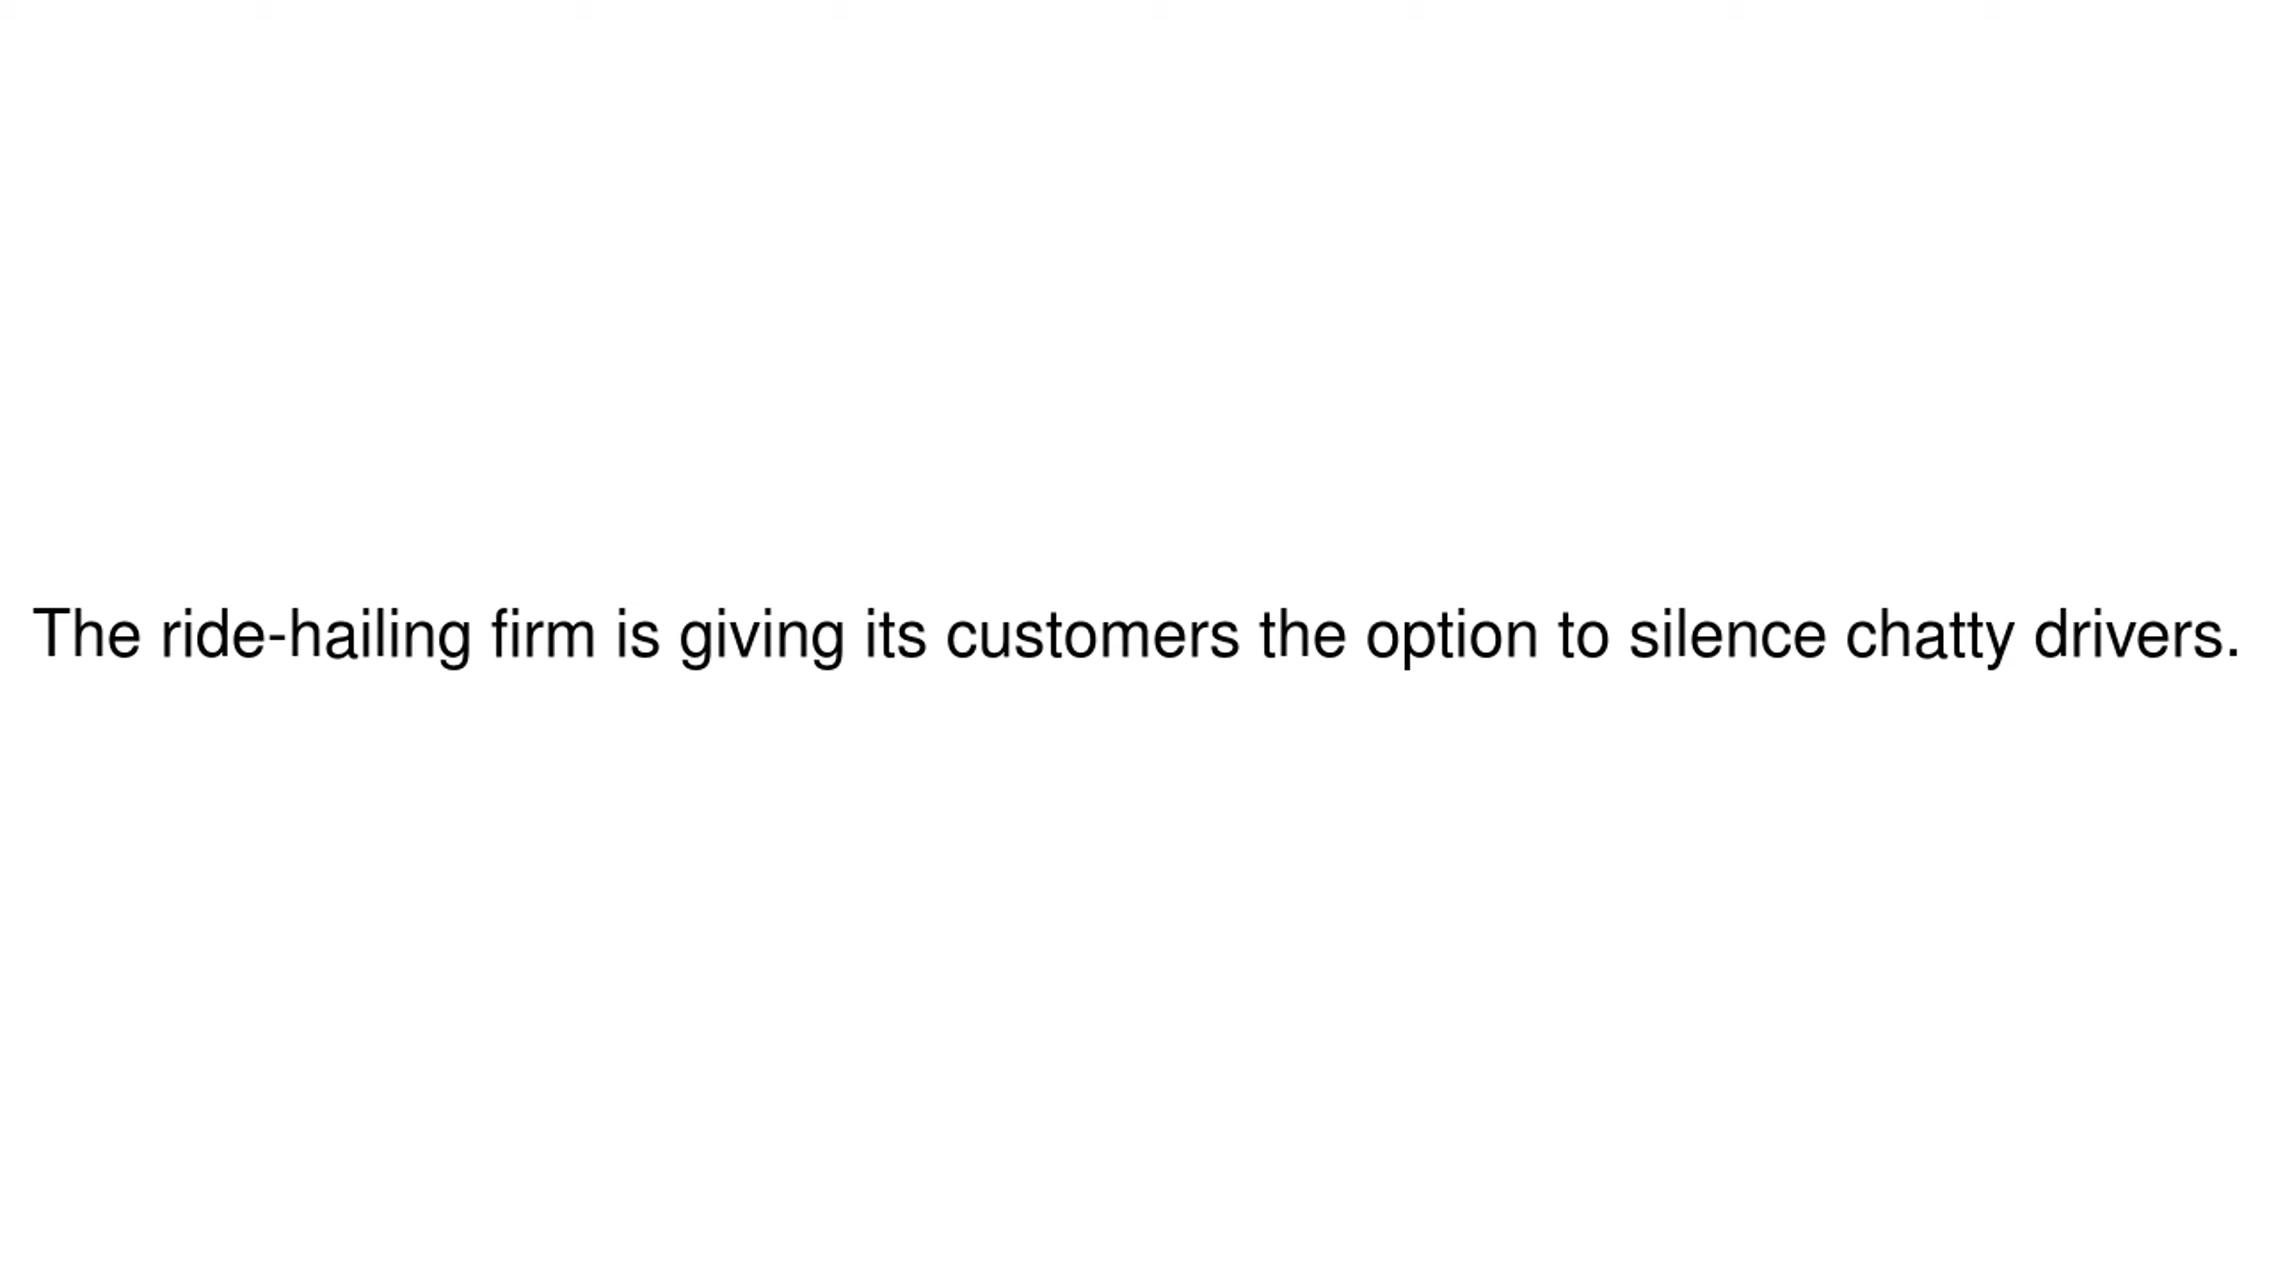 The ride-hailing firm is giving its customers the option to silence chatty drivers.